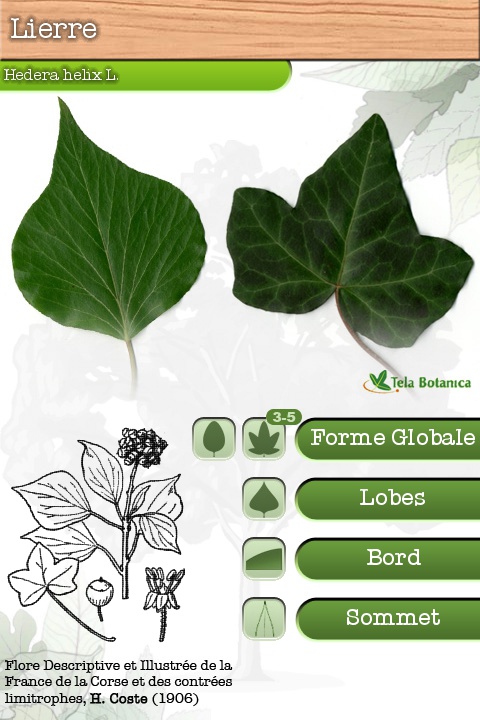 Lierre
Hedera helix L.
Tela Botanica
3-5
Forme Globale
Lobes
Bord
Sommet
Flore Descriptive et Illustrée de la
France de la Corse et des contrées
limitrophes, H. Coste (1906)